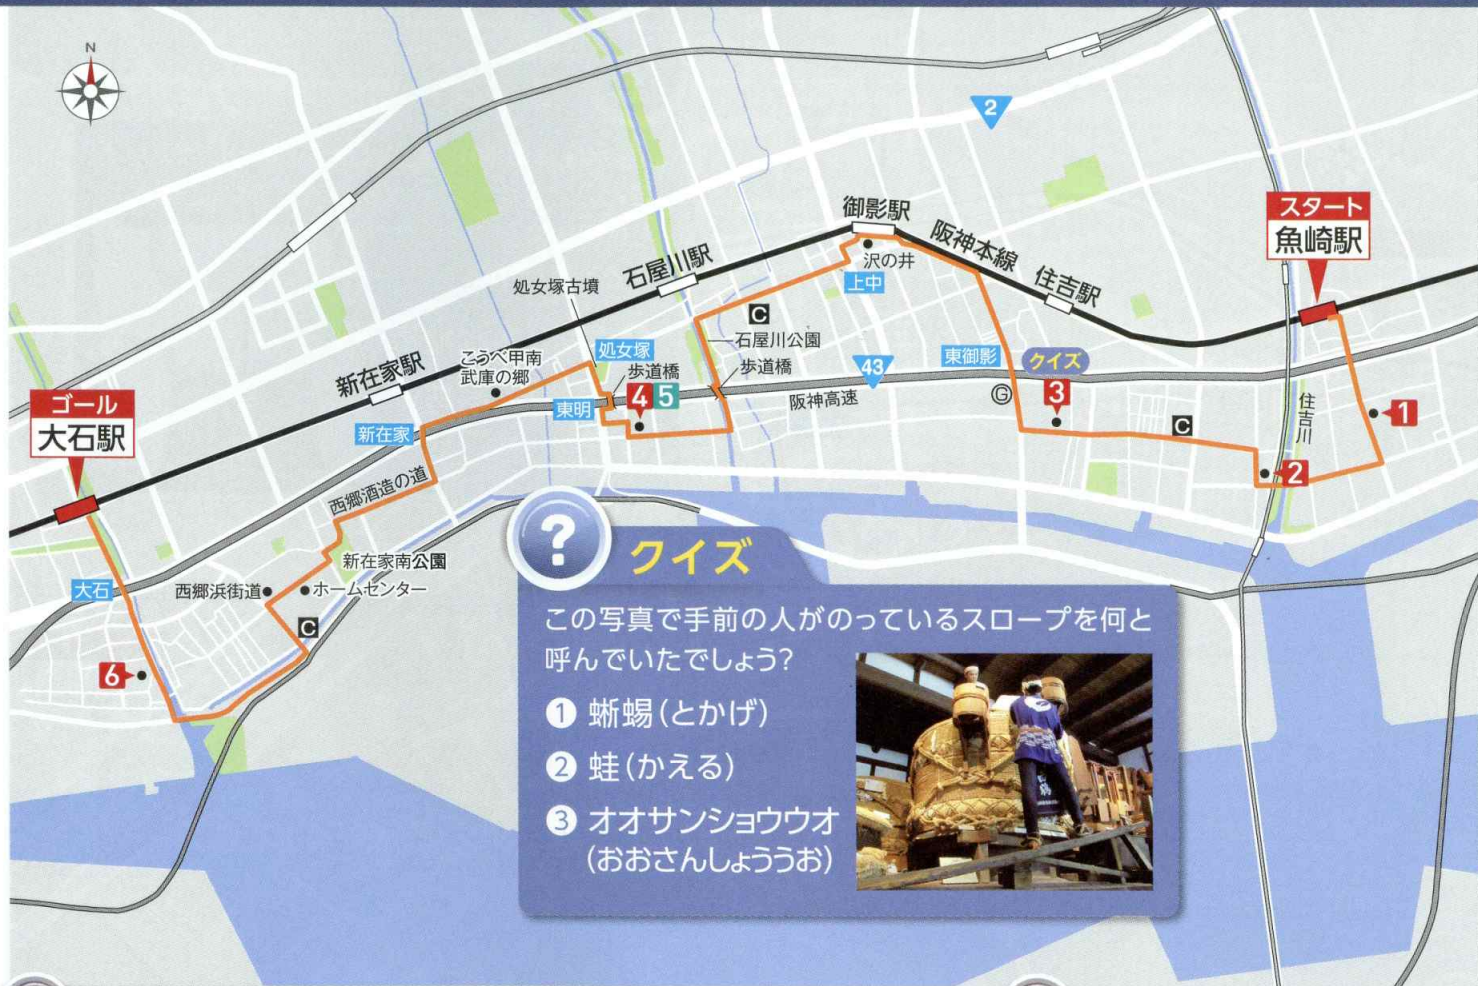 N
2
スタート
魚崎駅
御影駅
阪神本線
住吉駅
沢の井
上中
石屋川駅
処女塚古墳
C
石屋川公園
歩道橋
43
東御影
クイズ
G
3
阪神高速
処女塚
歩道橋
4 5
東明
こうべ甲南
武庫の郷
新在家駅
新在家
ゴール
大石駅
住吉川
1
C
2
西郷酒造の道
新在家南公園
西郷浜街道
ホームセンター
大石
C
6
?
クイズ
この写真で手前の人がのっているスロープを何と
呼んでいたでしょう?
1 蜥蜴(とかげ)
2 蛙(かえる)
3 オオサンショウウオ
(おおさんしょううお)